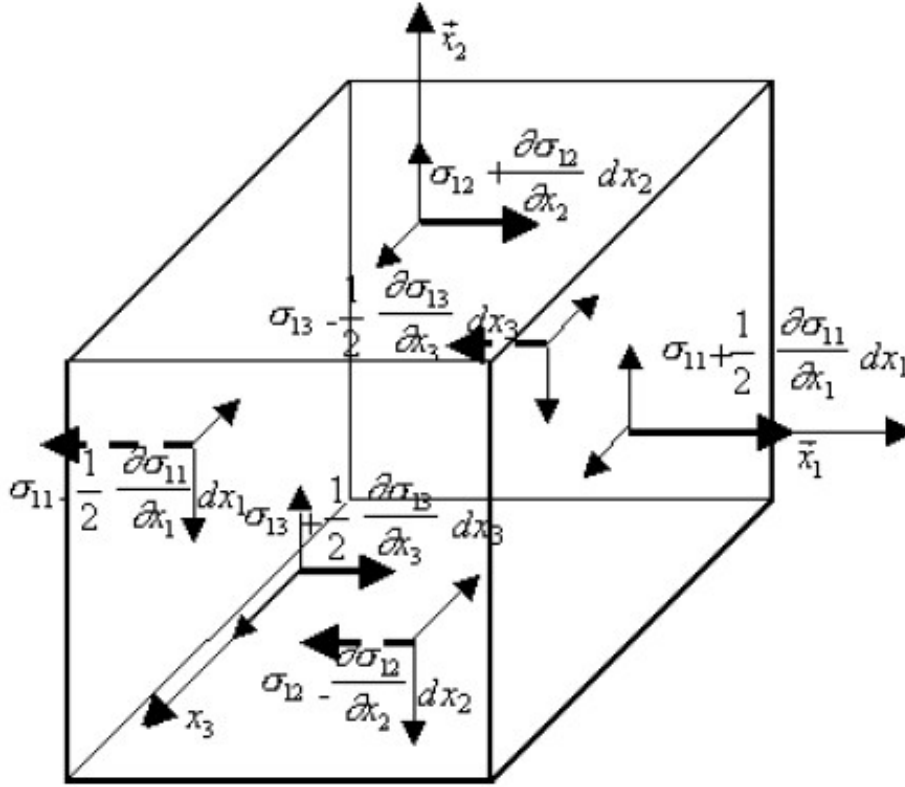 x⃗₂
σ₁₂ + ∂σ₁₂/∂x₂ dx₂
σ₁₃ - 1/2 ∂σ₁₃/∂x₃ dx₃
σ₁₁ + 1/2 ∂σ₁₁/∂x₁ dx₁
x⃗₁
σ₁₁ - 1/2 ∂σ₁₁/∂x₁ dx₁
σ₁₃ + 1/2 ∂σ₁₃/∂x₃ dx₃
σ₁₂ - ∂σ₁₂/∂x₂ dx₂
x₃